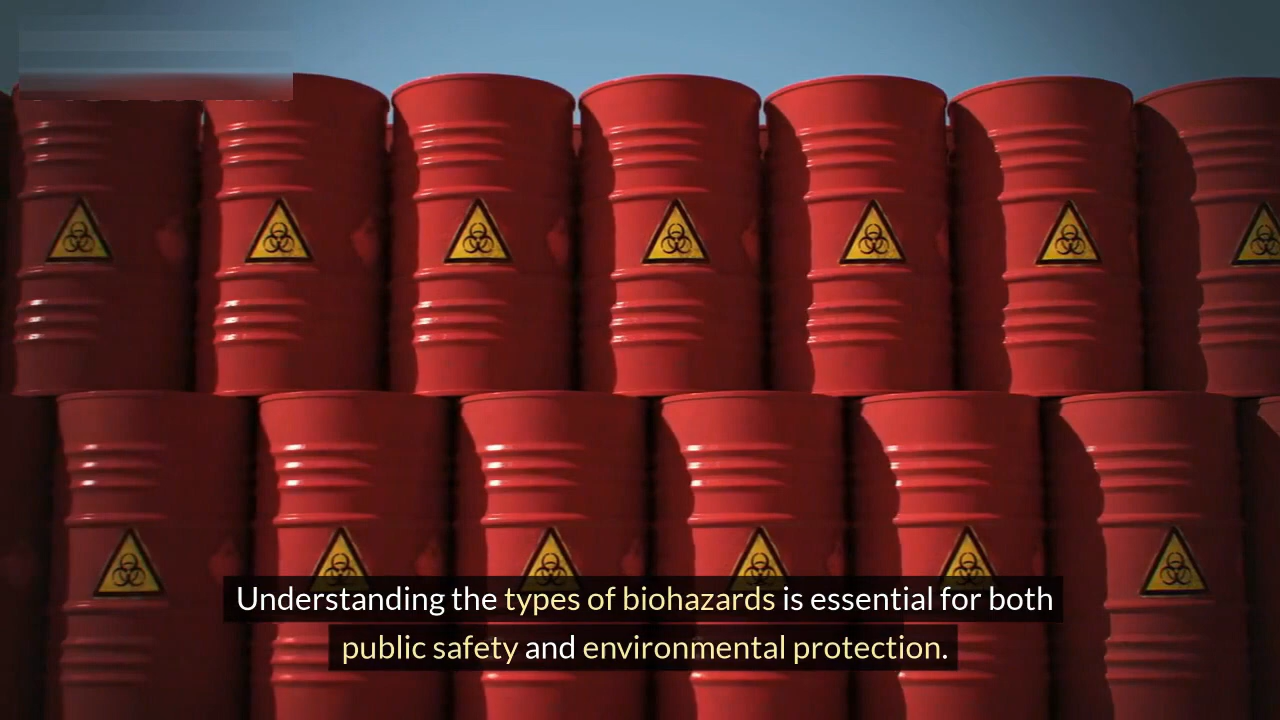 Understanding the types of biohazards is essential for both
public safety and environmental protection.